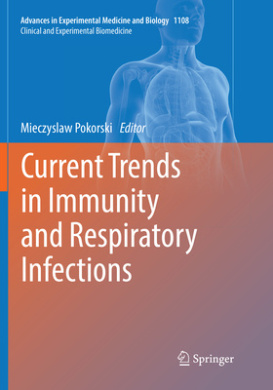 Advances in Experimental Medicine and Biology 1108
Clinical and Experimental Biomedicine
Mieczyslaw Pokorski Editor
Current Trends
in Immunity
and Respiratory
Infections
Springer